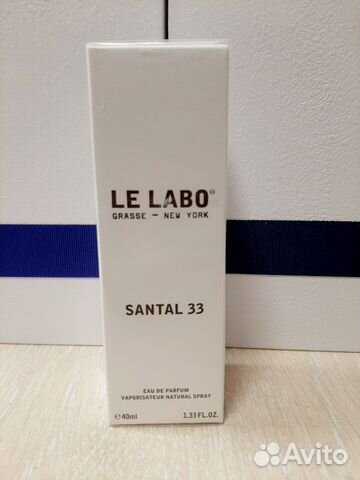 LE LABO®
GRASSE – NEW YORK
SANTAL 33
EAU DE PARFUM
VAPORISATEUR NATURAL SPRAY
℮40ml 1.33 FL.OZ.
Avito